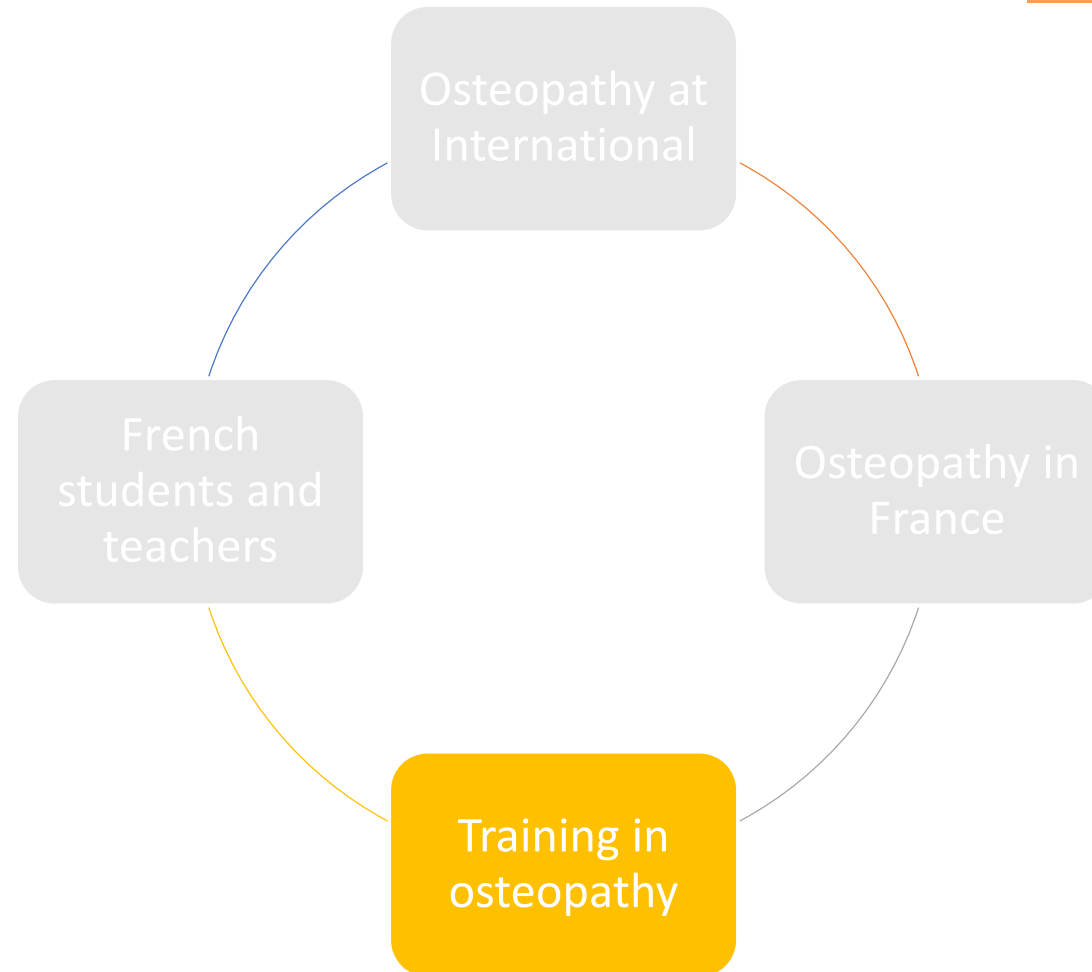 Osteopathy at
International
French
students and
teachers
Osteopathy in
France
Training in
osteopathy